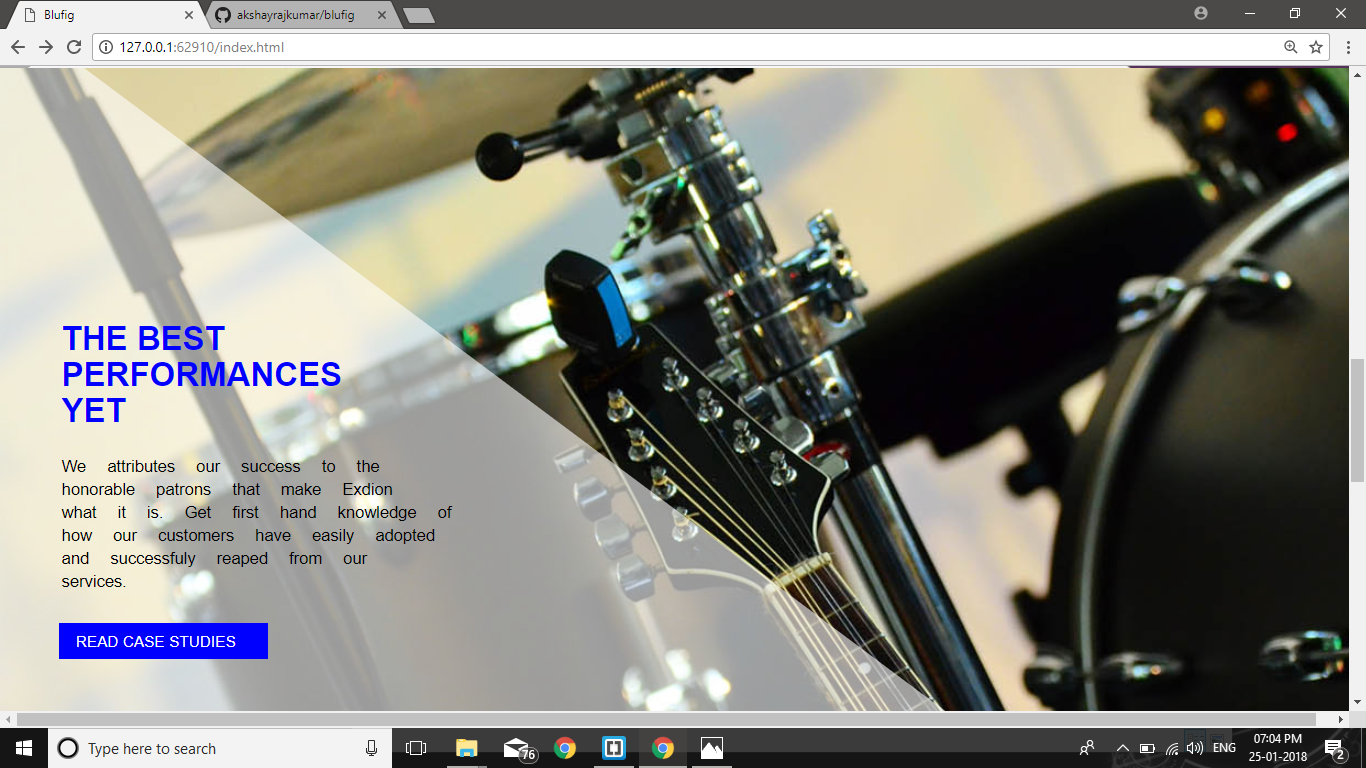 Blufig
akshayrajkumar/blufig
127.0.0.1:62910/index.html
THE BEST
PERFORMANCES
YET
We attributes our success to the
honorable patrons that make Exdion
what it is. Get first hand knowledge of
how our customers have easily adopted
and successfuly reaped from our
services.
READ CASE STUDIES
Type here to search
76
ENG
07:04 PM
25-01-2018
2